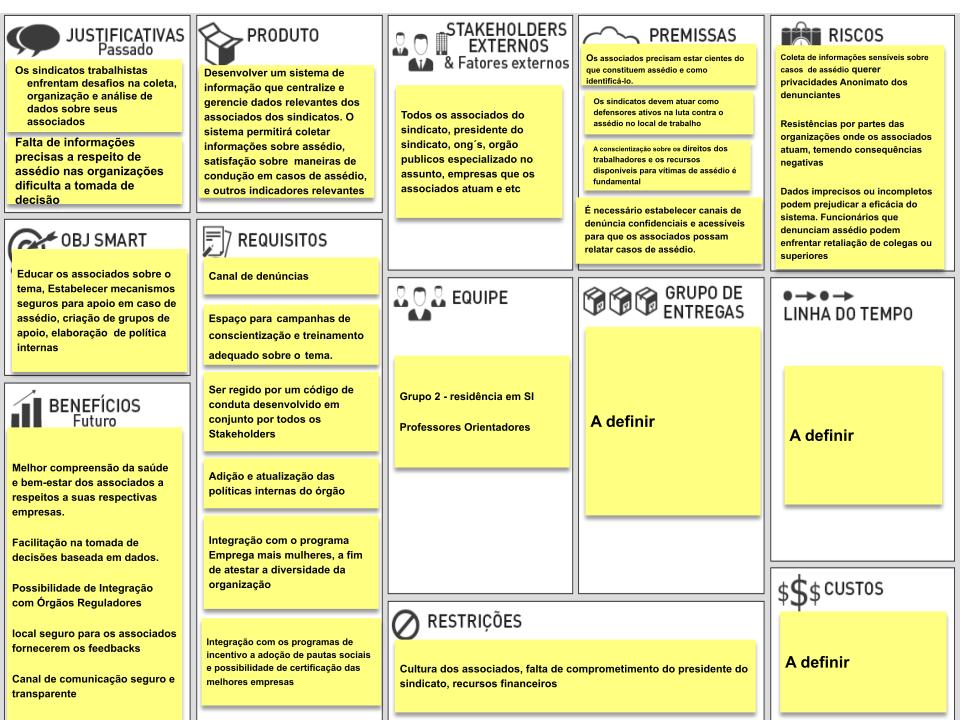 JUSTIFICATIVAS
Passado
Os sindicatos trabalhistas
enfrentam desafios na coleta,
organização e análise de
dados sobre seus
associados
Falta de informações
precisas a respeito de
assédio nas organizações
dificulta a tomada de
decisão
OBJ SMART
Educar os associados sobre o
tema, Estabelecer mecanismos
seguros para apoio em caso de
assédio, criação de grupos de
apoio, elaboração de política
internas
BENEFÍCIOS
Futuro
Melhor compreensão da saúde
e bem-estar dos associados a
respeitos a suas respectivas
empresas.
Facilitação na tomada de
decisões baseada em dados.
Possibilidade de Integração
com Órgãos Reguladores
local seguro para os associados
fornecerem os feedbacks
Canal de comunicação seguro e
transparente
PRODUTO
Desenvolver um sistema de
informação que centralize e
gerencie dados relevantes dos
associados dos sindicatos. O
sistema permitirá coletar
informações sobre assédio,
satisfação sobre maneiras de
condução em casos de assédio,
e outros indicadores relevantes
REQUISITOS
Canal de denúncias
Espaço para campanhas de
conscientização e treinamento
adequado sobre o tema.
Ser regido por um código de
conduta desenvolvido em
conjunto por todos os
Stakeholders
Adição e atualização das
políticas internas do órgão
Integração com o programa
Emprega mais mulheres, a fim
de atestar a diversidade da
organização
Integração com os programas de
incentivo a adoção de pautas sociais
e possibilidade de certificação das
melhores empresas
STAKEHOLDERS
EXTERNOS
& Fatores externos
Todos os associados do
sindicato, presidente do
sindicato, ong´s, orgão
publicos especializado no
assunto, empresas que os
associados atuam e etc
EQUIPE
Grupo 2 - residência em SI
Professores Orientadores
PREMISSAS
Os associados precisam estar cientes do
que constituem assédio e como
identificá-lo.
Os sindicatos devem atuar como
defensores ativos na luta contra o
assédio no local de trabalho
A conscientização sobre os direitos dos
trabalhadores e os recursos
disponíveis para vítimas de assédio é
fundamental
É necessário estabelecer canais de
denúncia confidenciais e acessíveis
para que os associados possam
relatar casos de assédio.
GRUPO DE
ENTREGAS
A definir
RISCOS
Coleta de informações sensíveis sobre
casos de assédio querer
privacidades Anonimato dos
denunciantes
Resistências por partes das
organizações onde os associados
atuam, temendo consequências
negativas
Dados imprecisos ou incompletos
podem prejudicar a eficácia do
sistema. Funcionários que
denunciam assédio podem
enfrentar retaliação de colegas ou
superiores
LINHA DO TEMPO
A definir
RESTRIÇÕES
Cultura dos associados, falta de comprometimento do presidente do
sindicato, recursos financeiros
$$$ CUSTOS
A definir